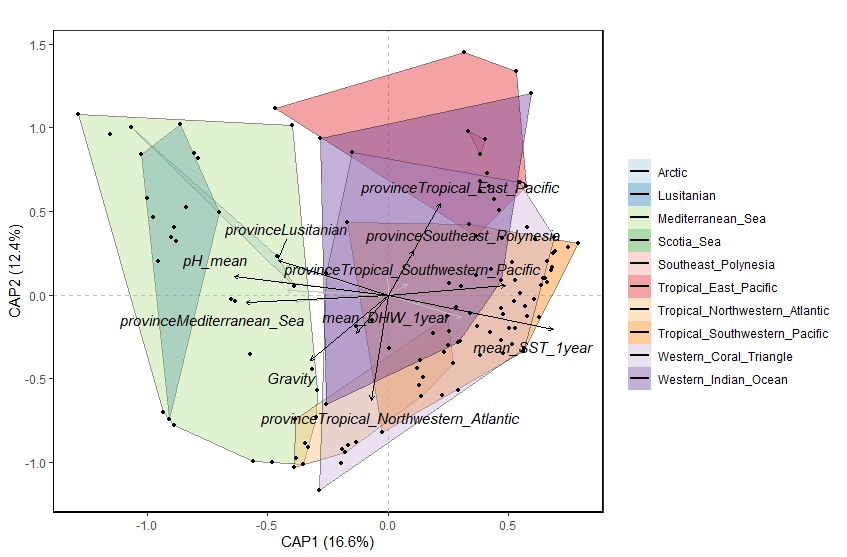 1.5
1.0
0.5
0.0
-0.5
-1.0
CAP2 (12.4%)
provinceTropical_East_Pacific
provinceLusitanian
provinceSoutheast_Polynesia
pH_mean
provinceTropical_Southwestern_Pacific
provinceMediterranean_Sea
mean_DHW_1year
mean_SST_1year
Gravity
provinceTropical_Northwestern_Atlantic
-1.0
-0.5
0.0
0.5
CAP1 (16.6%)
Arctic
Lusitanian
Mediterranean_Sea
Scotia_Sea
Southeast_Polynesia
Tropical_East_Pacific
Tropical_Northwestern_Atlantic
Tropical_Southwestern_Pacific
Western_Coral_Triangle
Western_Indian_Ocean